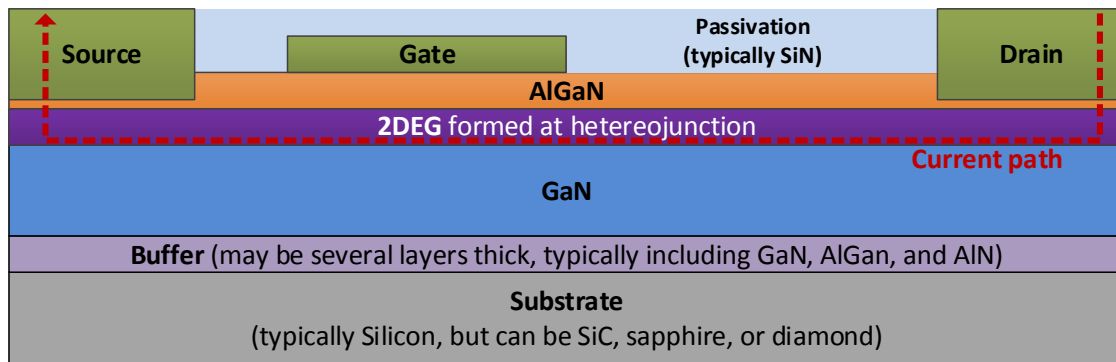 Source
Gate
Passivation
(typically SiN)
Drain
AlGaN
2DEG formed at hetereojunction
Current path
GaN
Buffer (may be several layers thick, typically including GaN, AlGan, and AlN)
Substrate
(typically Silicon, but can be SiC, sapphire, or diamond)